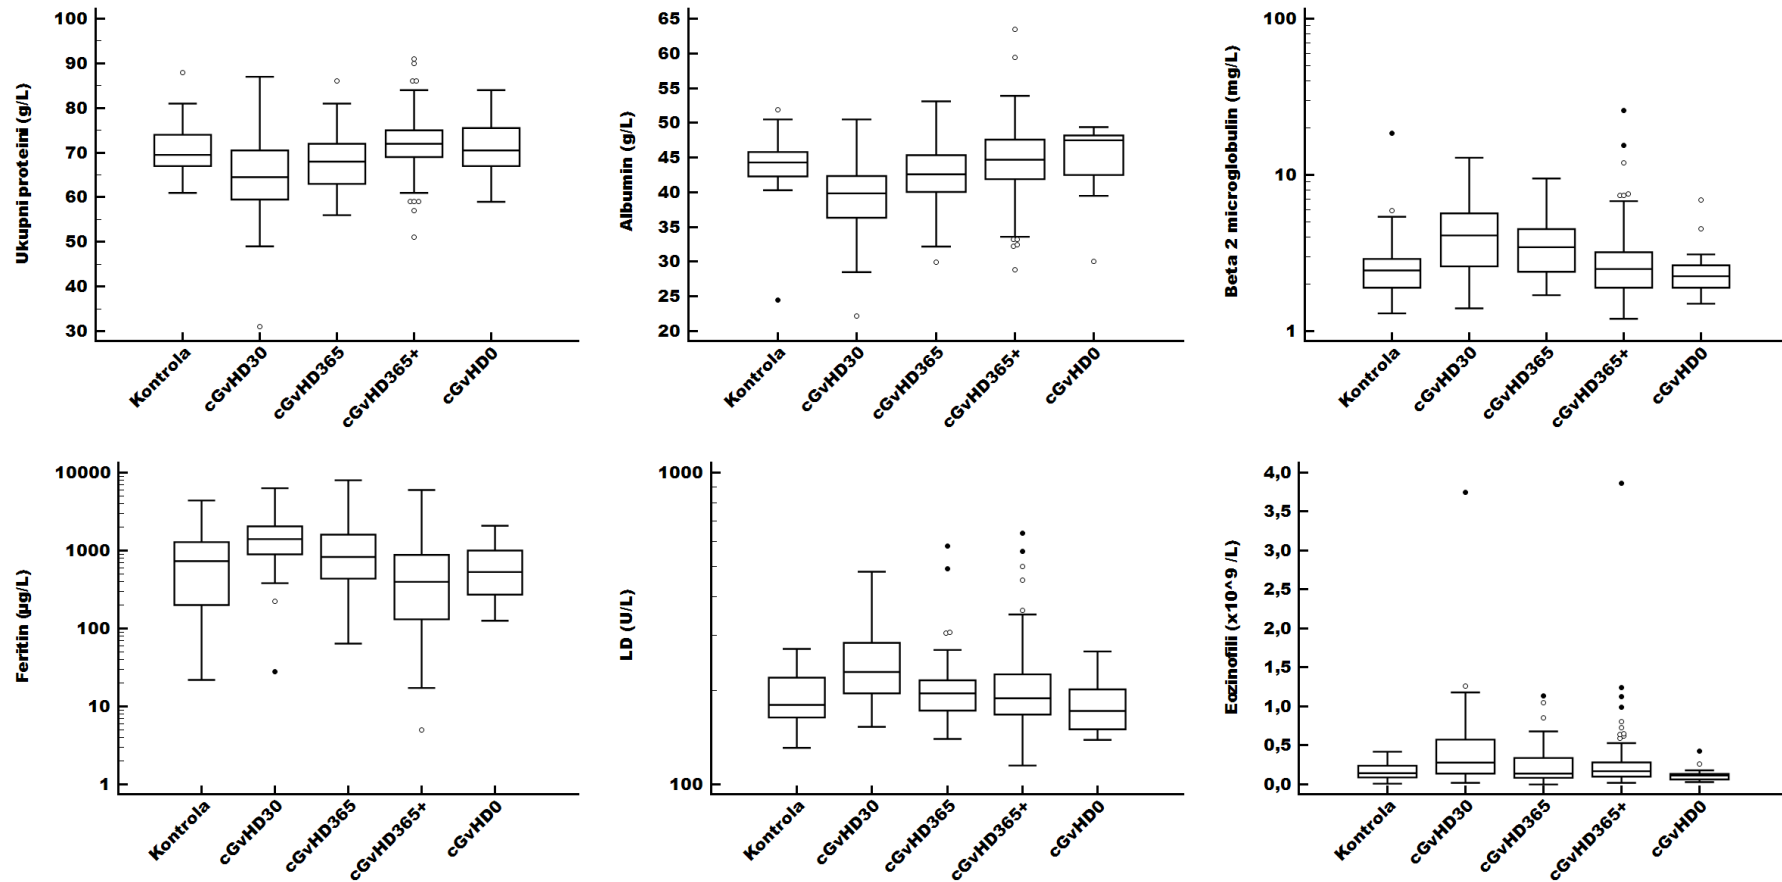 Ukupni proteini (g/L)
100
90
80
70
60
50
40
30
Kontrola
cGvHD30
cGvHD365
cGvHD365+
cGvHD0
Albumin (g/L)
65
60
55
50
45
40
35
30
25
20
Kontrola
cGvHD30
cGvHD365
cGvHD365+
cGvHD0
Beta 2 microglobulin (mg/L)
100
10
1
Kontrola
cGvHD30
cGvHD365
cGvHD365+
cGvHD0
Feritin (µg/L)
10000
1000
100
10
1
Kontrola
cGvHD30
cGvHD365
cGvHD365+
cGvHD0
LD (U/L)
1000
100
Kontrola
cGvHD30
cGvHD365
cGvHD365+
cGvHD0
Eozinofili (x10^9 /L)
4,0
3,5
3,0
2,5
2,0
1,5
1,0
0,5
0,0
Kontrola
cGvHD30
cGvHD365
cGvHD365+
cGvHD0